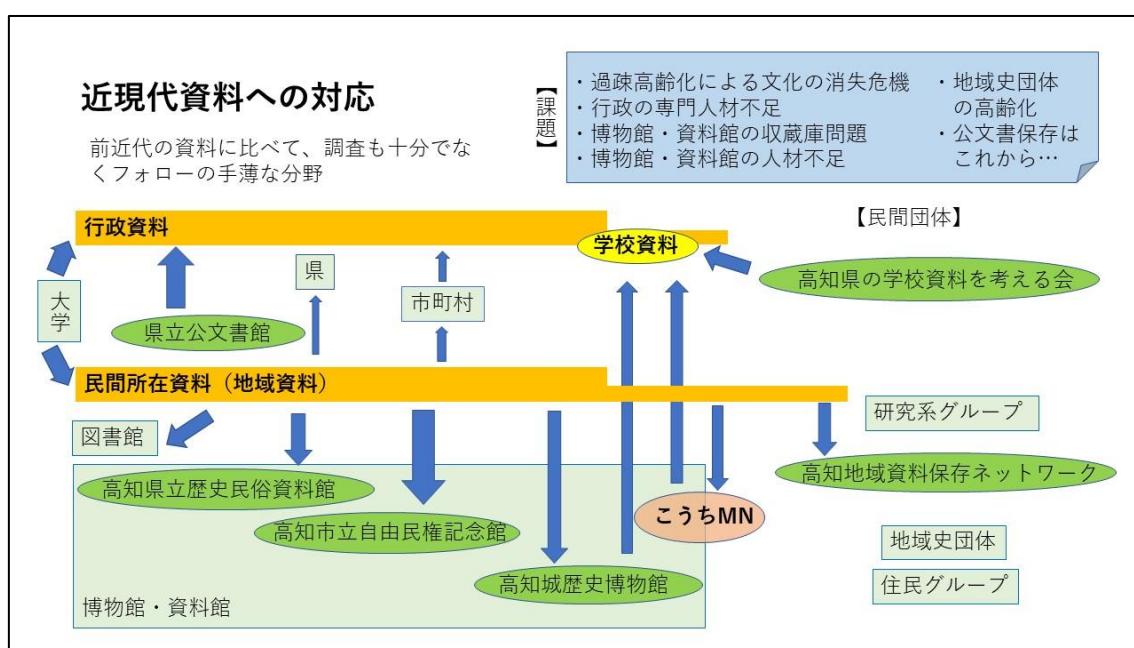 近現代資料への対応
前近代の資料に比べて、調査も十分でな
くフォローの手薄な分野
【課題】
・過疎高齢化による文化の消失危機
・行政の専門人材不足
・博物館・資料館の収蔵庫問題
・博物館・資料館の人材不足
・地域史団体
の高齢化
・公文書保存は
これから…
行政資料
学校資料
【民間団体】
高知県の学校資料を考える会
大学
県
市町村
県立公文書館
民間所在資料（地域資料）
図書館
研究系グループ
高知県立歴史民俗資料館
高知地域資料保存ネットワーク
高知市立自由民権記念館
こうちMN
地域史団体
高知城歴史博物館
住民グループ
博物館・資料館